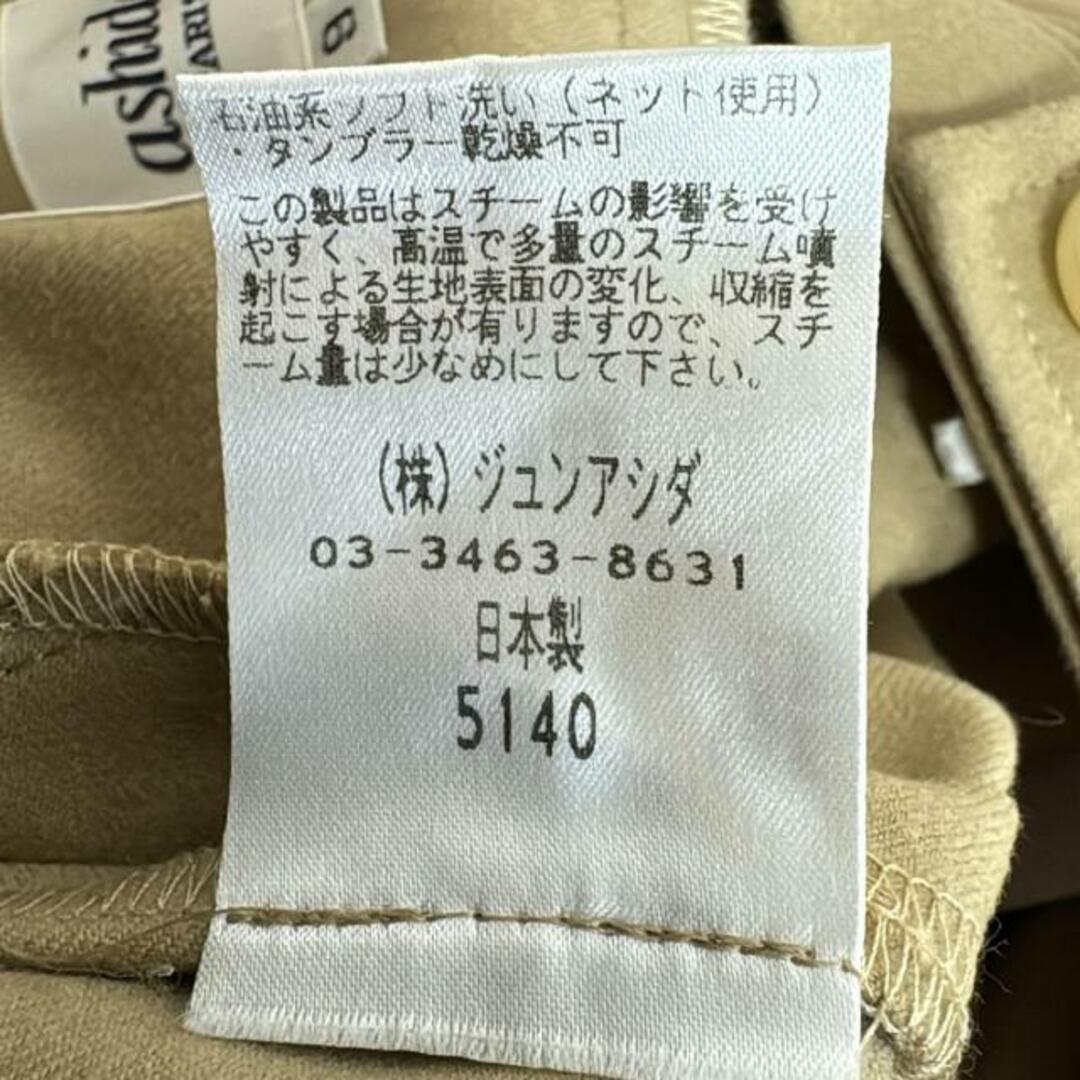 石油系ソフト洗い（ネット使用）
・タンブラー乾燥不可
この製品はスチームの影響を受け
やすく、高温で多量のスチーム噴
射による生地表面の変化、収縮を
起こす場合が有りますので、スチ
ーム量は少なめにして下さい。
(株)ジュンアシダ
03-3463-8631
日本製
5140